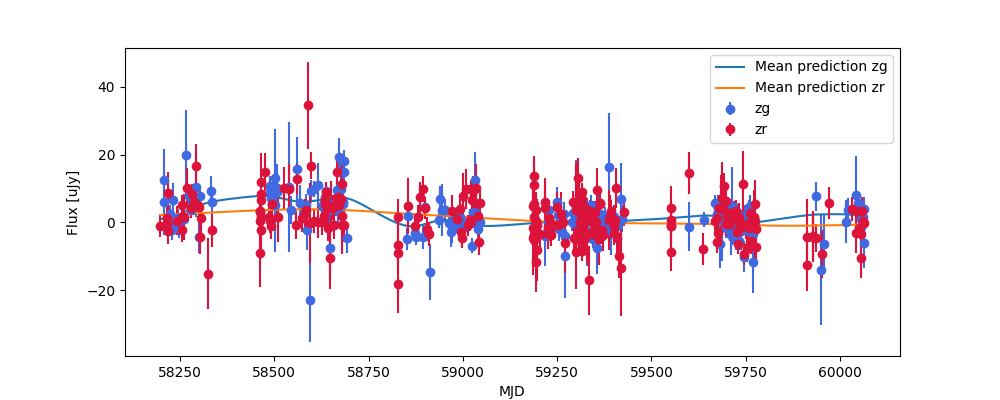 Mean prediction zg
Mean prediction zr
zg
zr
Flux [uJy]
40
20
0
−20
58250 58500 58750 59000 59250 59500 59750 60000
MJD